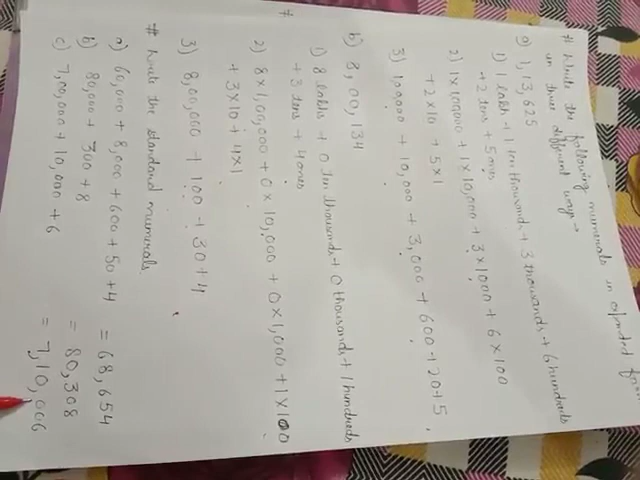 # Write the following numerals in expanded form
in three different ways →
a) 1,13,625
1) 1 lakh + 1 ten thousands + 3 thousands + 6 hundreds
+ 2 tens + 5 ones
2) 1×100000 + 1×10,000 + 3×1000 + 6×100
+ 2×10 + 5×1
3) 100,000 + 10,000 + 3,000 + 600 + 20+5,
b) 8,00,134
1) 8 lakhs + 0 ten thousands + 0 thousands + 1 hundreds
+ 3 tens + 4 ones
2) 8×1,00,000 + 0×10,000 + 0×1,000 + 1×100
+ 3×10 + 4×1
3) 8,00,000 + 100 + 30+4
# Write the standard numerals
a) 60,000 + 8,000 + 600 + 50 + 4 = 68,654
b) 80,000 + 300 + 8 = 80,308
c) 7,00,000 + 10,000 + 6 = 7,10,006